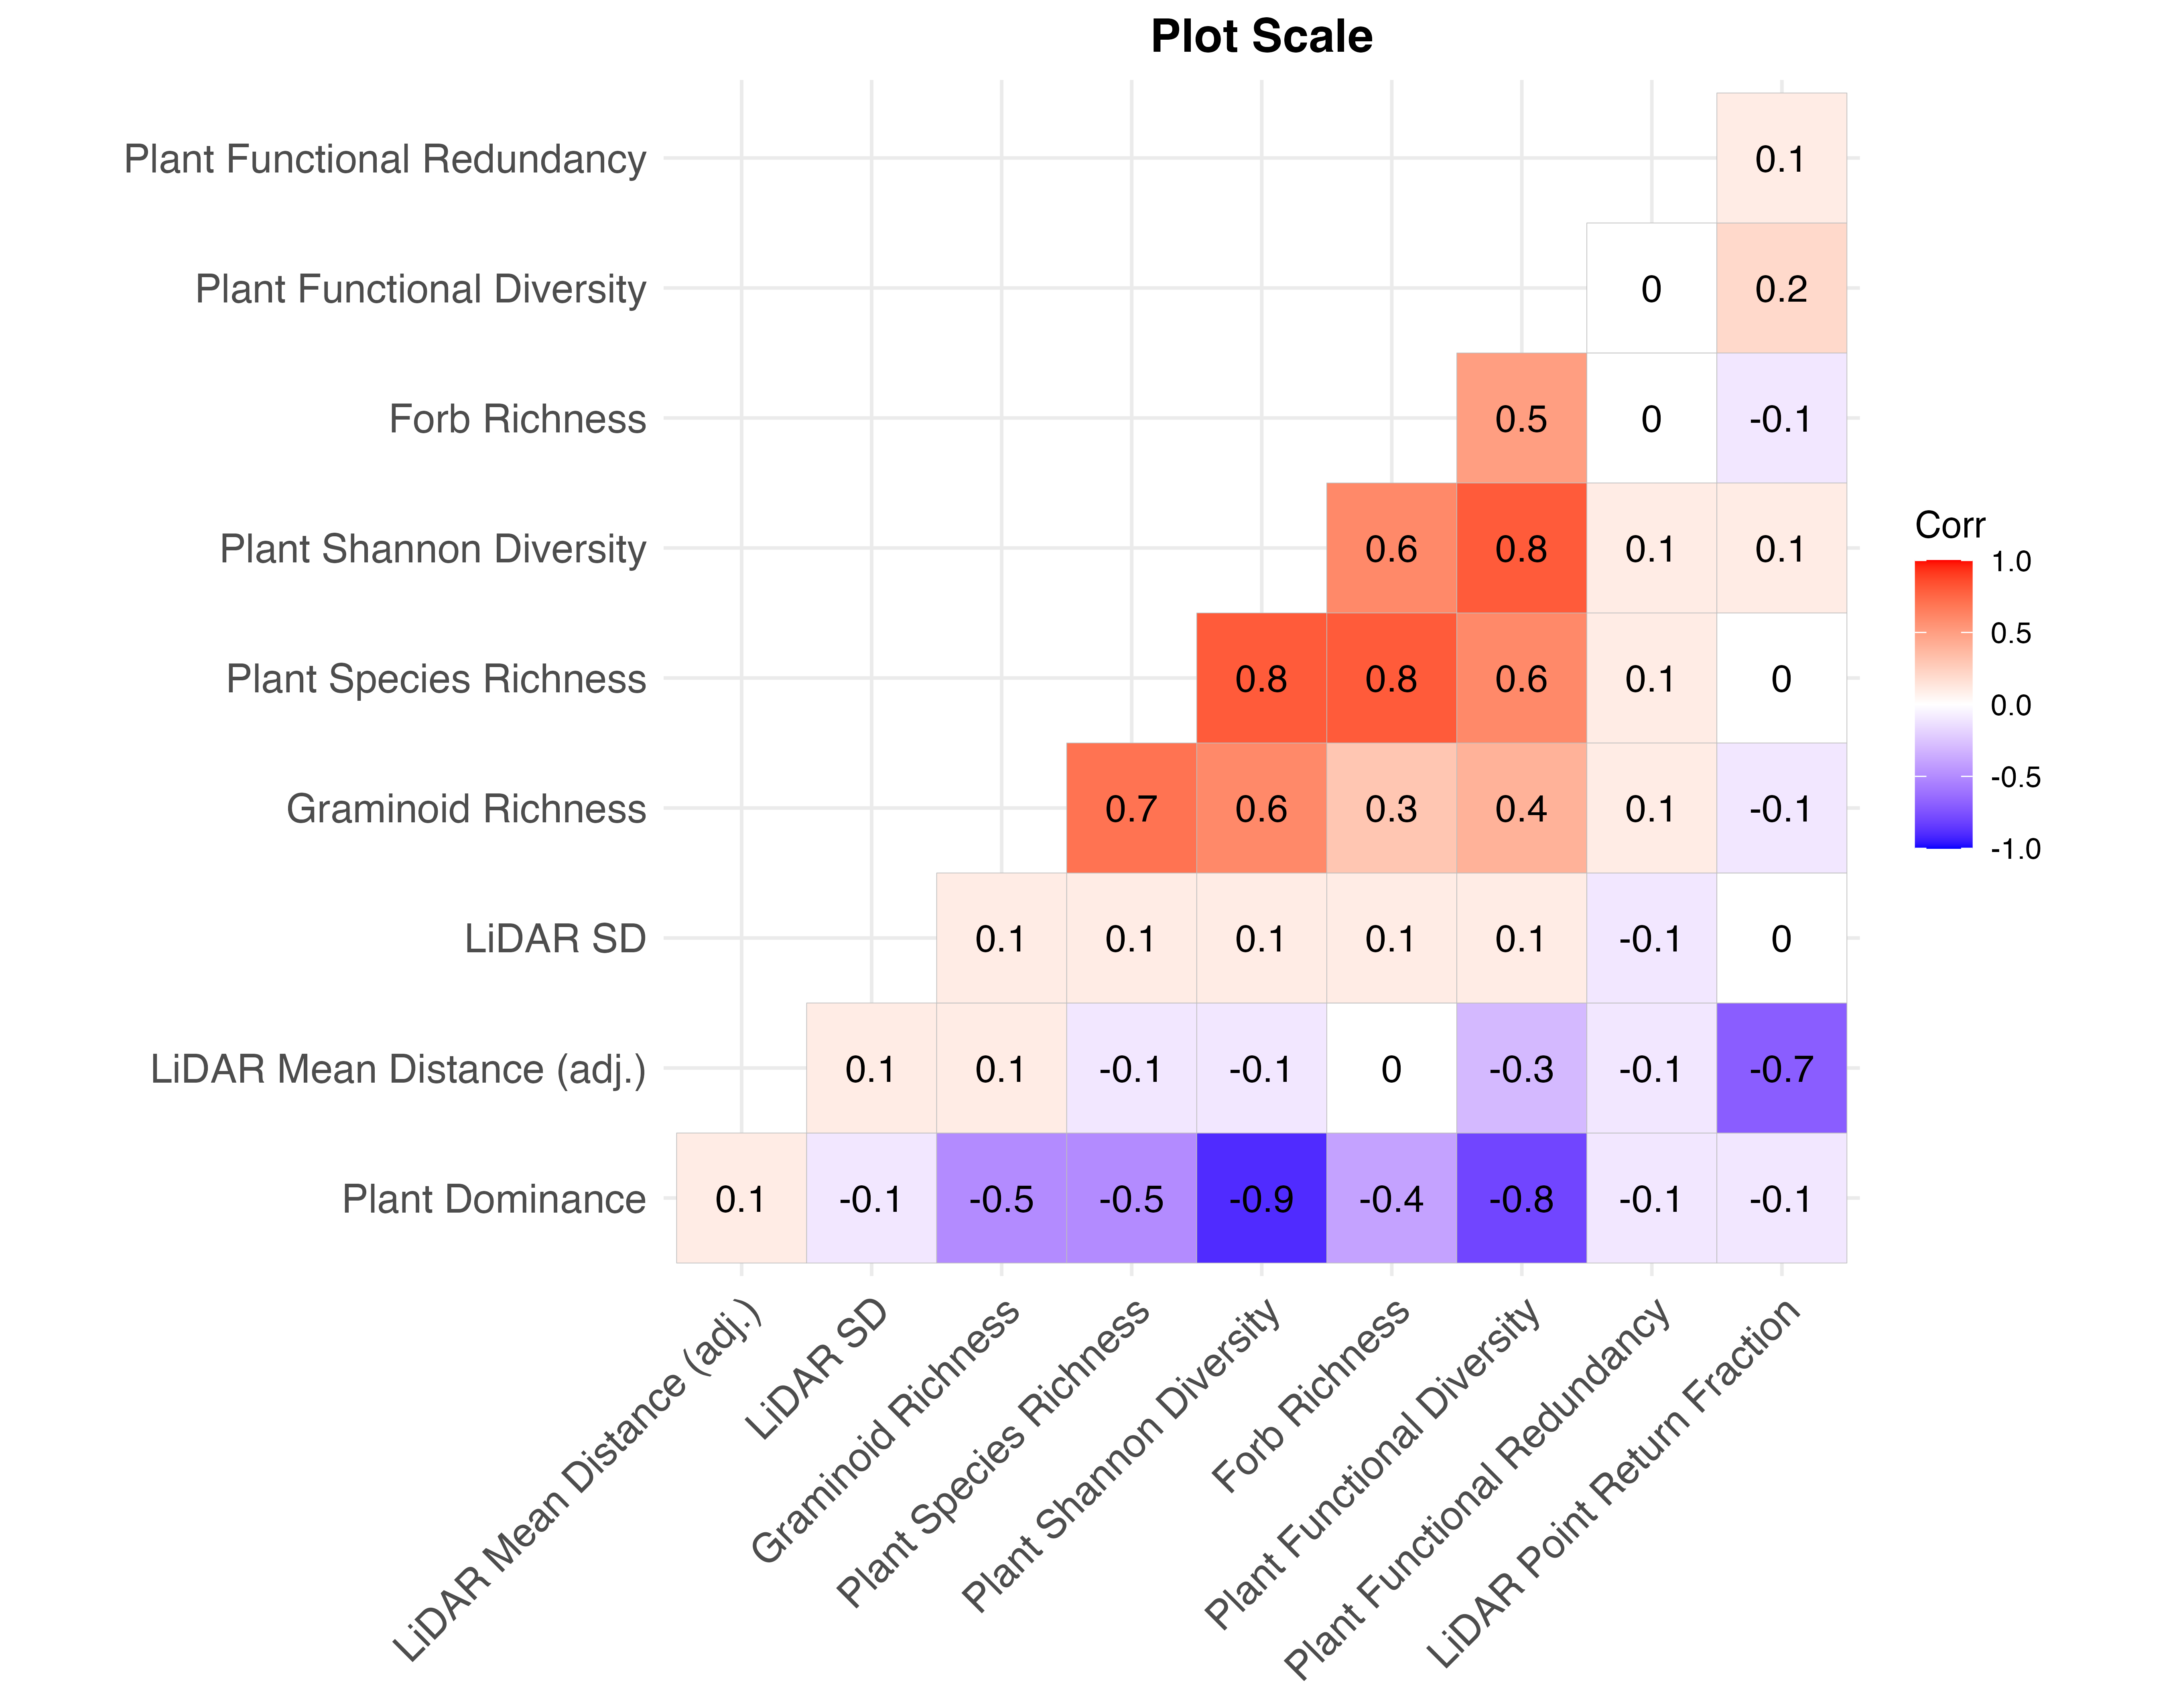 Plot Scale
Plant Functional Redundancy 0.1
Plant Functional Diversity 0 0.2
Forb Richness 0.5 0 -0.1
Plant Shannon Diversity 0.6 0.8 0.1 0.1
Plant Species Richness 0.8 0.8 0.6 0.1 0
Graminoid Richness 0.7 0.6 0.3 0.4 0.1 -0.1
LiDAR SD 0.1 0.1 0.1 0.1 0.1 -0.1 0
LiDAR Mean Distance (adj.) 0.1 0.1 -0.1 -0.1 0 -0.3 -0.1 -0.7
Plant Dominance 0.1 -0.1 -0.5 -0.5 -0.9 -0.4 -0.8 -0.1 -0.1
LiDAR Mean Distance (adj.)
LiDAR SD
Graminoid Richness
Plant Species Richness
Plant Shannon Diversity
Forb Richness
Plant Functional Diversity
Plant Functional Redundancy
LiDAR Point Return Fraction
Corr
1.0
0.5
0.0
-0.5
-1.0